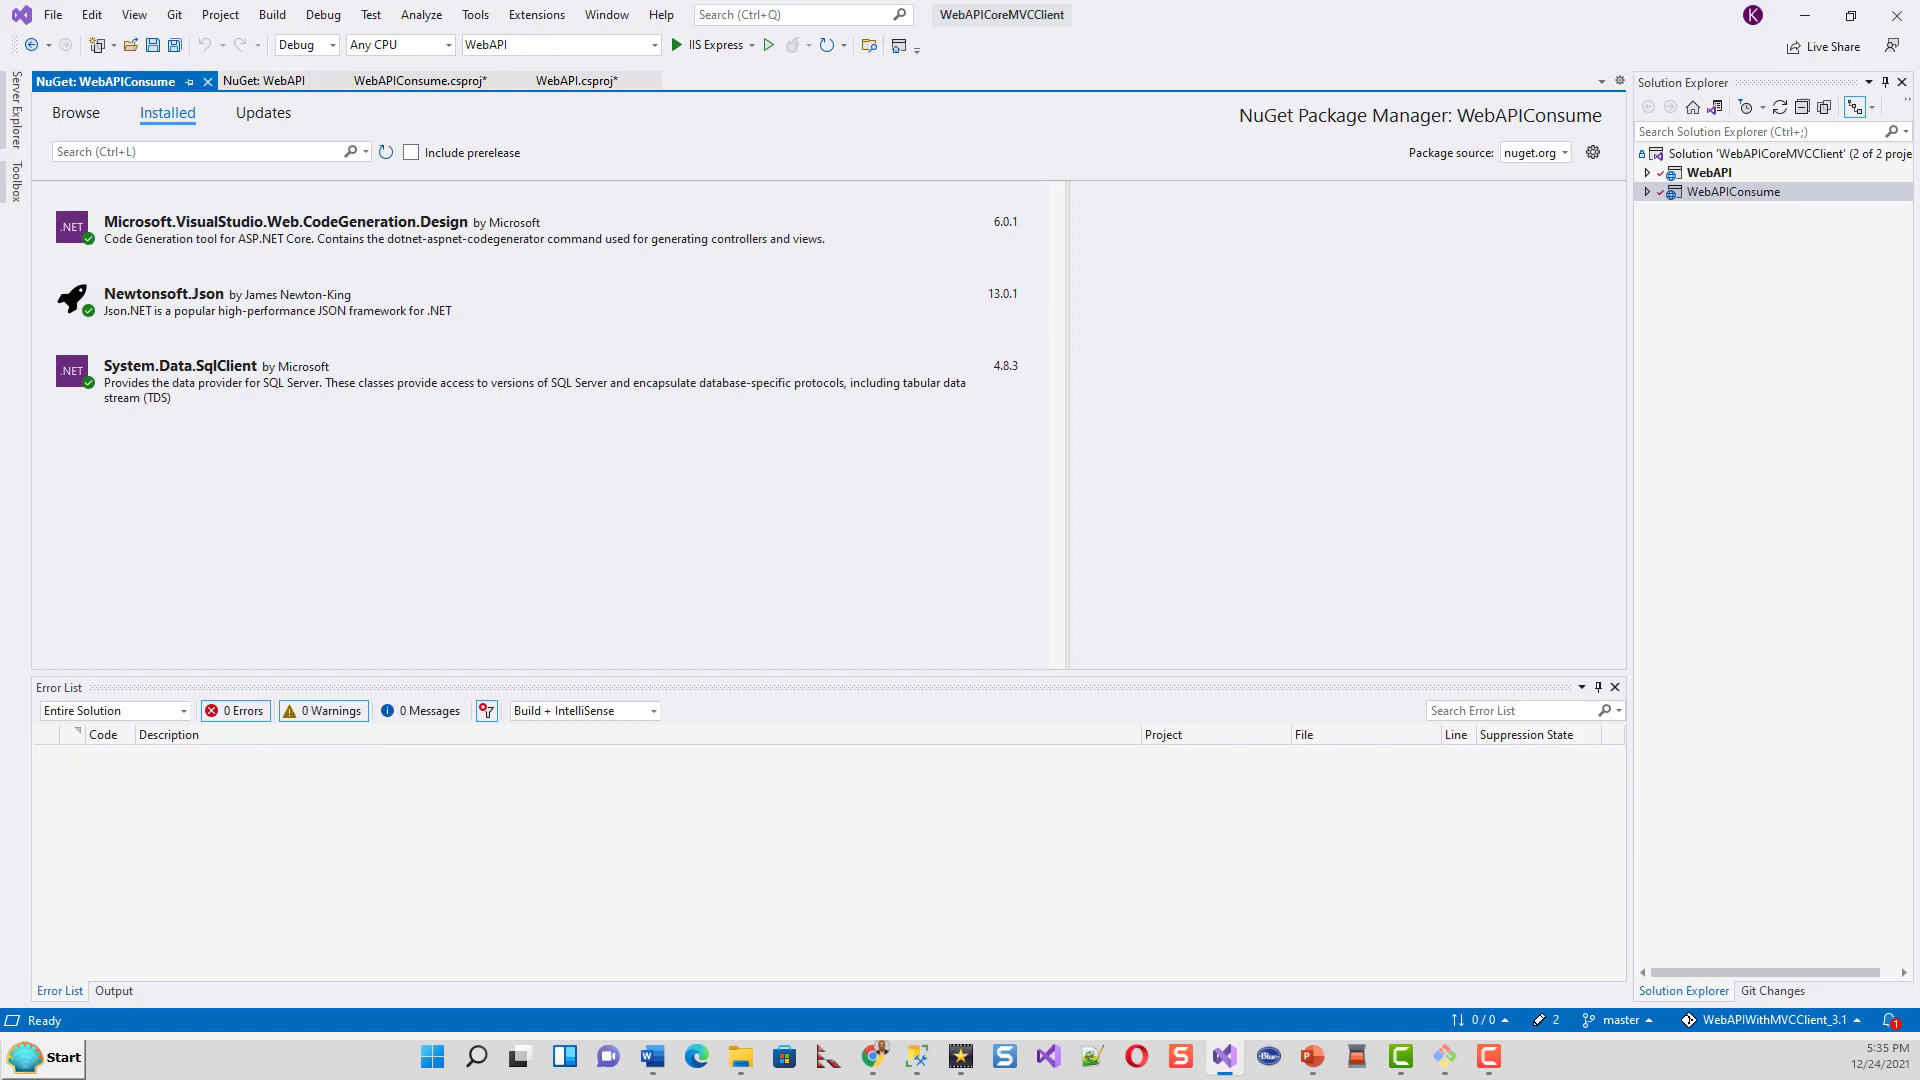 File Edit View Git Project Build Debug Test Analyze Tools Extensions Window Help Search (Ctrl+Q) WebAPICoreMVCClient K
Debug Any CPU WebAPI IIS Express Live Share
Server Explorer
Toolbox
NuGet: WebAPIConsume NuGet: WebAPI WebAPIConsume.csproj* WebAPI.csproj*
Browse Installed Updates NuGet Package Manager: WebAPIConsume
Search (Ctrl+L) Include prerelease Package source: nuget.org
.NET Microsoft.VisualStudio.Web.CodeGeneration.Design by Microsoft 6.0.1
Code Generation tool for ASP.NET Core. Contains the dotnet-aspnet-codegenerator command used for generating controllers and views.
Newtonsoft.Json by James Newton-King 13.0.1
Json.NET is a popular high-performance JSON framework for .NET
.NET System.Data.SqlClient by Microsoft 4.8.3
Provides the data provider for SQL Server. These classes provide access to versions of SQL Server and encapsulate database-specific protocols, including tabular data
stream (TDS)
Solution Explorer
Search Solution Explorer (Ctrl+;)
Solution 'WebAPICoreMVCClient' (2 of 2 proje
WebAPI
WebAPIConsume
Error List
Entire Solution 0 Errors 0 Warnings 0 Messages Build + IntelliSense Search Error List
Code Description Project File Line Suppression State
Error List Output
Solution Explorer Git Changes
Ready 0 / 0 2 master WebAPIWithMVCClient_3.1 1
Start
5:35 PM
12/24/2021